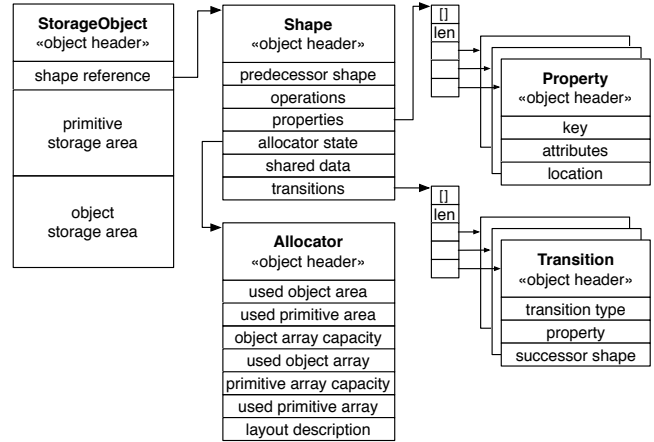 StorageObject
«object header»
shape reference
primitive
storage area
object
storage area
Shape
«object header»
predecessor shape
operations
properties
allocator state
shared data
transitions
Allocator
«object header»
used object area
used primitive area
object array capacity
used object array
primitive array capacity
used primitive array
layout description
[]
len
Property
«object header»
key
attributes
location
[]
len
Transition
«object header»
transition type
property
successor shape